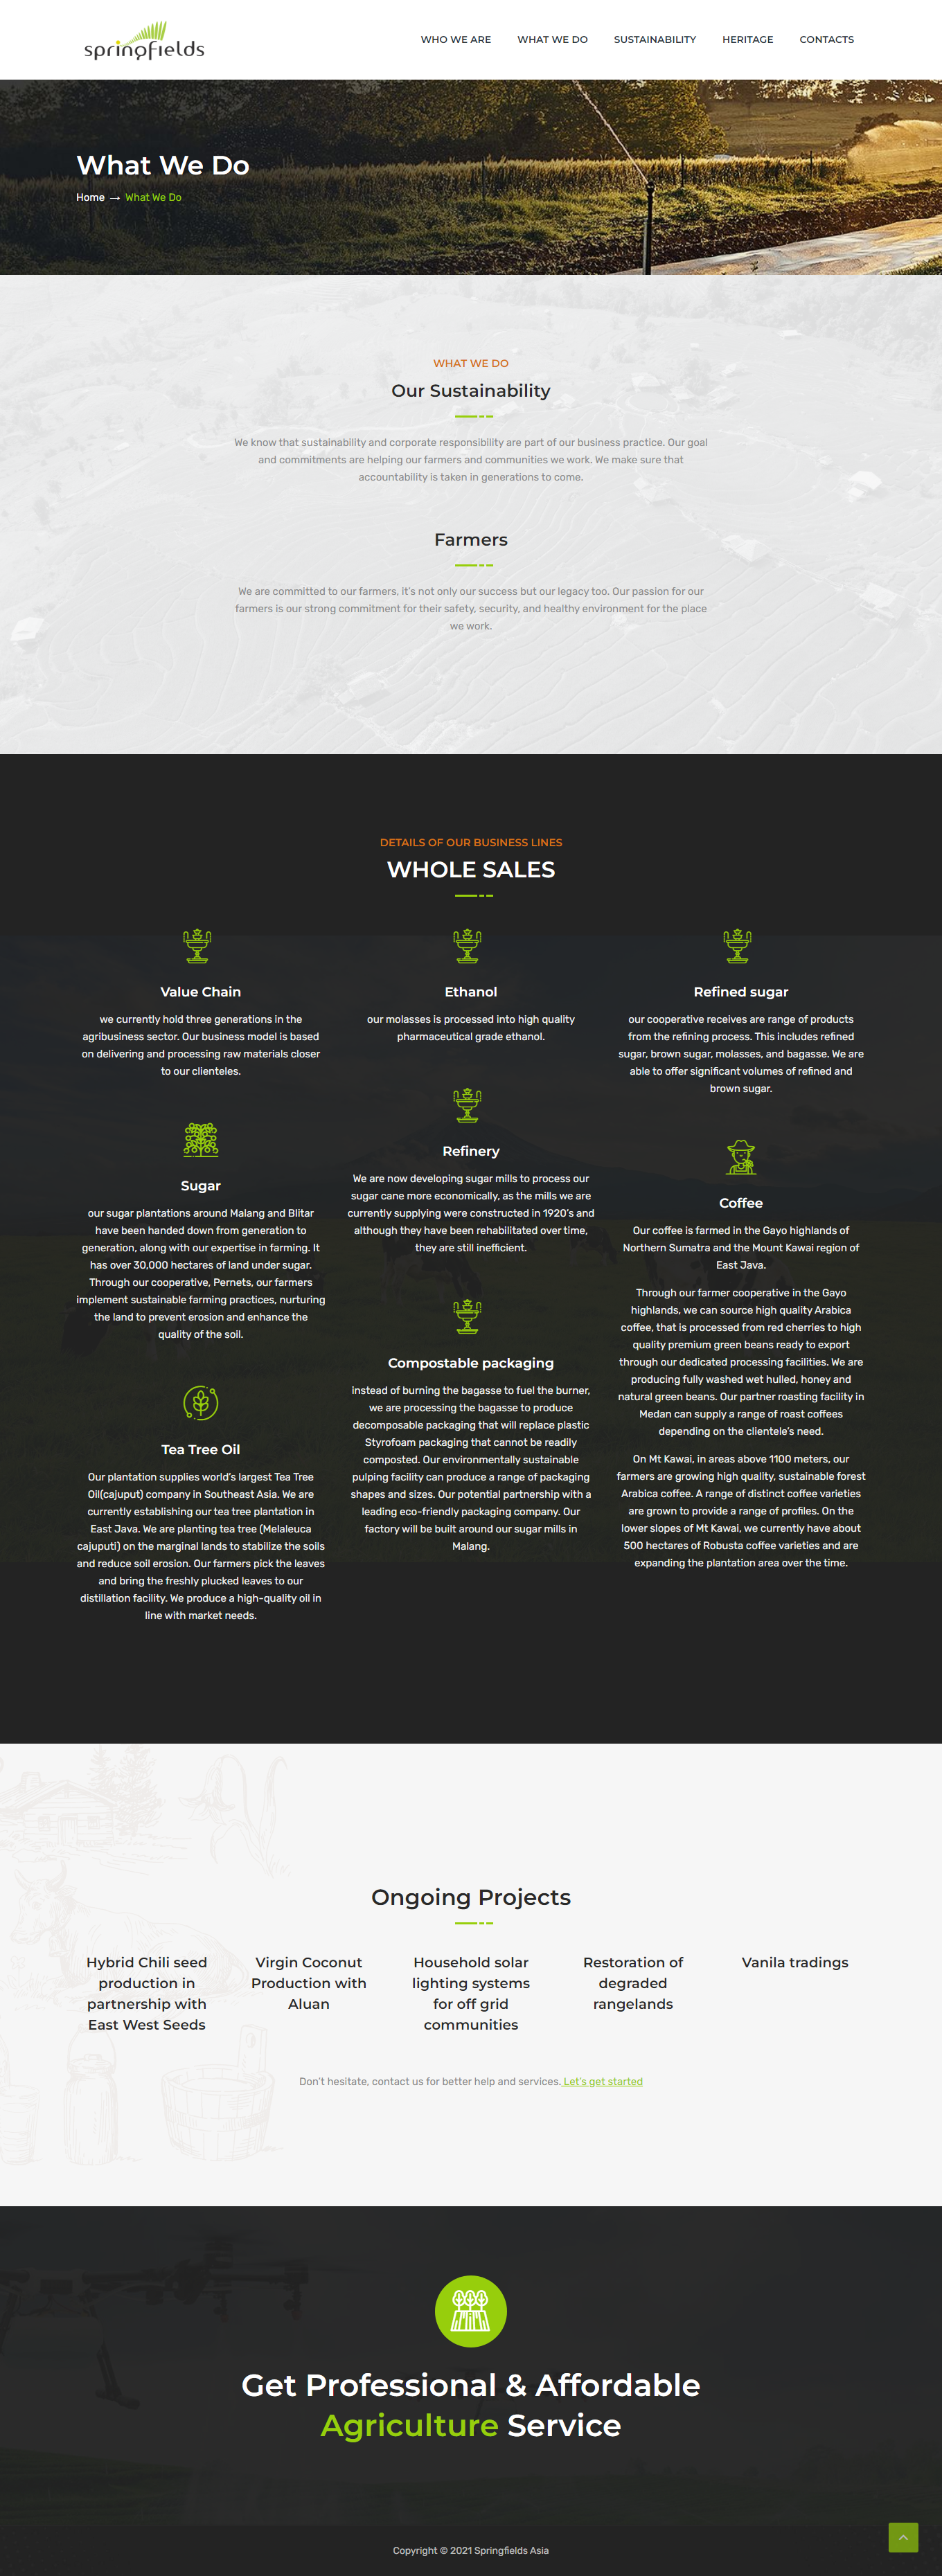 springfields
WHO WE ARE WHAT WE DO SUSTAINABILITY HERITAGE CONTACTS
What We Do
Home → What We Do
WHAT WE DO
Our Sustainability
We know that sustainability and corporate responsibility are part of our business practice. Our goal
and commitments are helping our farmers and communities we work. We make sure that
accountability is taken in generations to come.
Farmers
We are committed to our farmers, it's not only our success but our legacy too. Our passion for our
farmers is our strong commitment for their safety, security, and healthy environment for the place
we work.
DETAILS OF OUR BUSINESS LINES
WHOLE SALES
Value Chain
we currently hold three generations in the
agribusiness sector. Our business model is based
on delivering and processing raw materials closer
to our clienteles.
Sugar
our sugar plantations around Malang and Blitar
have been handed down from generation to
generation, along with our expertise in farming. It
has over 30,000 hectares of land under sugar.
Through our cooperative, Pernets, our farmers
implement sustainable farming practices, nurturing
the land to prevent erosion and enhance the
quality of the soil.
Tea Tree Oil
Our plantation supplies world's largest Tea Tree
Oil(cajuput) company in Southeast Asia. We are
currently establishing our tea tree plantation in
East Java. We are planting tea tree (Melaleuca
cajuputi) on the marginal lands to stabilize the soils
and reduce soil erosion. Our farmers pick the leaves
and bring the freshly plucked leaves to our
distillation facility. We produce a high-quality oil in
line with market needs.
Ethanol
our molasses is processed into high quality
pharmaceutical grade ethanol.
Refinery
We are now developing sugar mills to process our
sugar cane more economically, as the mills we are
currently supplying were constructed in 1920's and
although they have been rehabilitated over time,
they are still inefficient.
Compostable packaging
instead of burning the bagasse to fuel the burner,
we are processing the bagasse to produce
decomposable packaging that will replace plastic
Styrofoam packaging that cannot be readily
composted. Our environmentally sustainable
pulping facility can produce a range of packaging
shapes and sizes. Our potential partnership with a
leading eco-friendly packaging company. Our
factory will be built around our sugar mills in
Malang.
Refined sugar
our cooperative receives are range of products
from the refining process. This includes refined
sugar, brown sugar, molasses, and bagasse. We are
able to offer significant volumes of refined and
brown sugar.
Coffee
Our coffee is farmed in the Gayo highlands of
Northern Sumatra and the Mount Kawai region of
East Java.
Through our farmer cooperative in the Gayo
highlands, we can source high quality Arabica
coffee, that is processed from red cherries to high
quality premium green beans ready to export
through our dedicated processing facilities. We are
producing fully washed wet hulled, honey and
natural green beans. Our partner roasting facility in
Medan can supply a range of roast coffees
depending on the clientele's need.
On Mt Kawai, in areas above 1100 meters, our
farmers are growing high quality, sustainable forest
Arabica coffee. A range of distinct coffee varieties
are grown to provide a range of profiles. On the
lower slopes of Mt Kawai, we currently have about
500 hectares of Robusta coffee varieties and are
expanding the plantation area over the time.
Ongoing Projects
Hybrid Chili seed
production in
partnership with
East West Seeds
Virgin Coconut
Production with
Aluan
Household solar
lighting systems
for off grid
communities
Restoration of
degraded
rangelands
Vanila tradings
Don't hesitate, contact us for better help and services. Let's get started
Get Professional & Affordable
Agriculture Service
Copyright © 2021 Springfields Asia